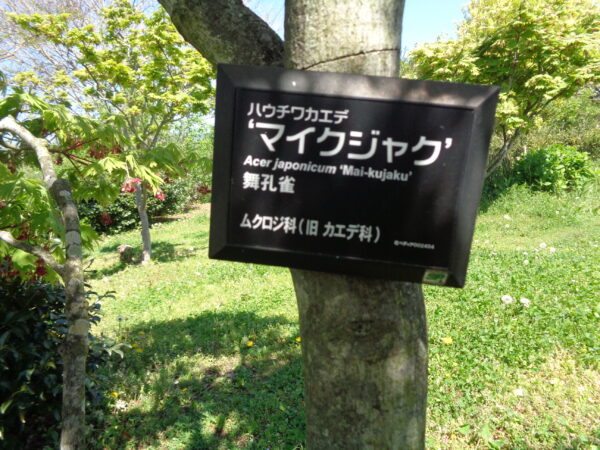 ハウチワカエデ
‘マイクジャク’
Acer japonicum ‘Mai-kujaku’
舞孔雀
ムクロジ科(旧 カエデ科)